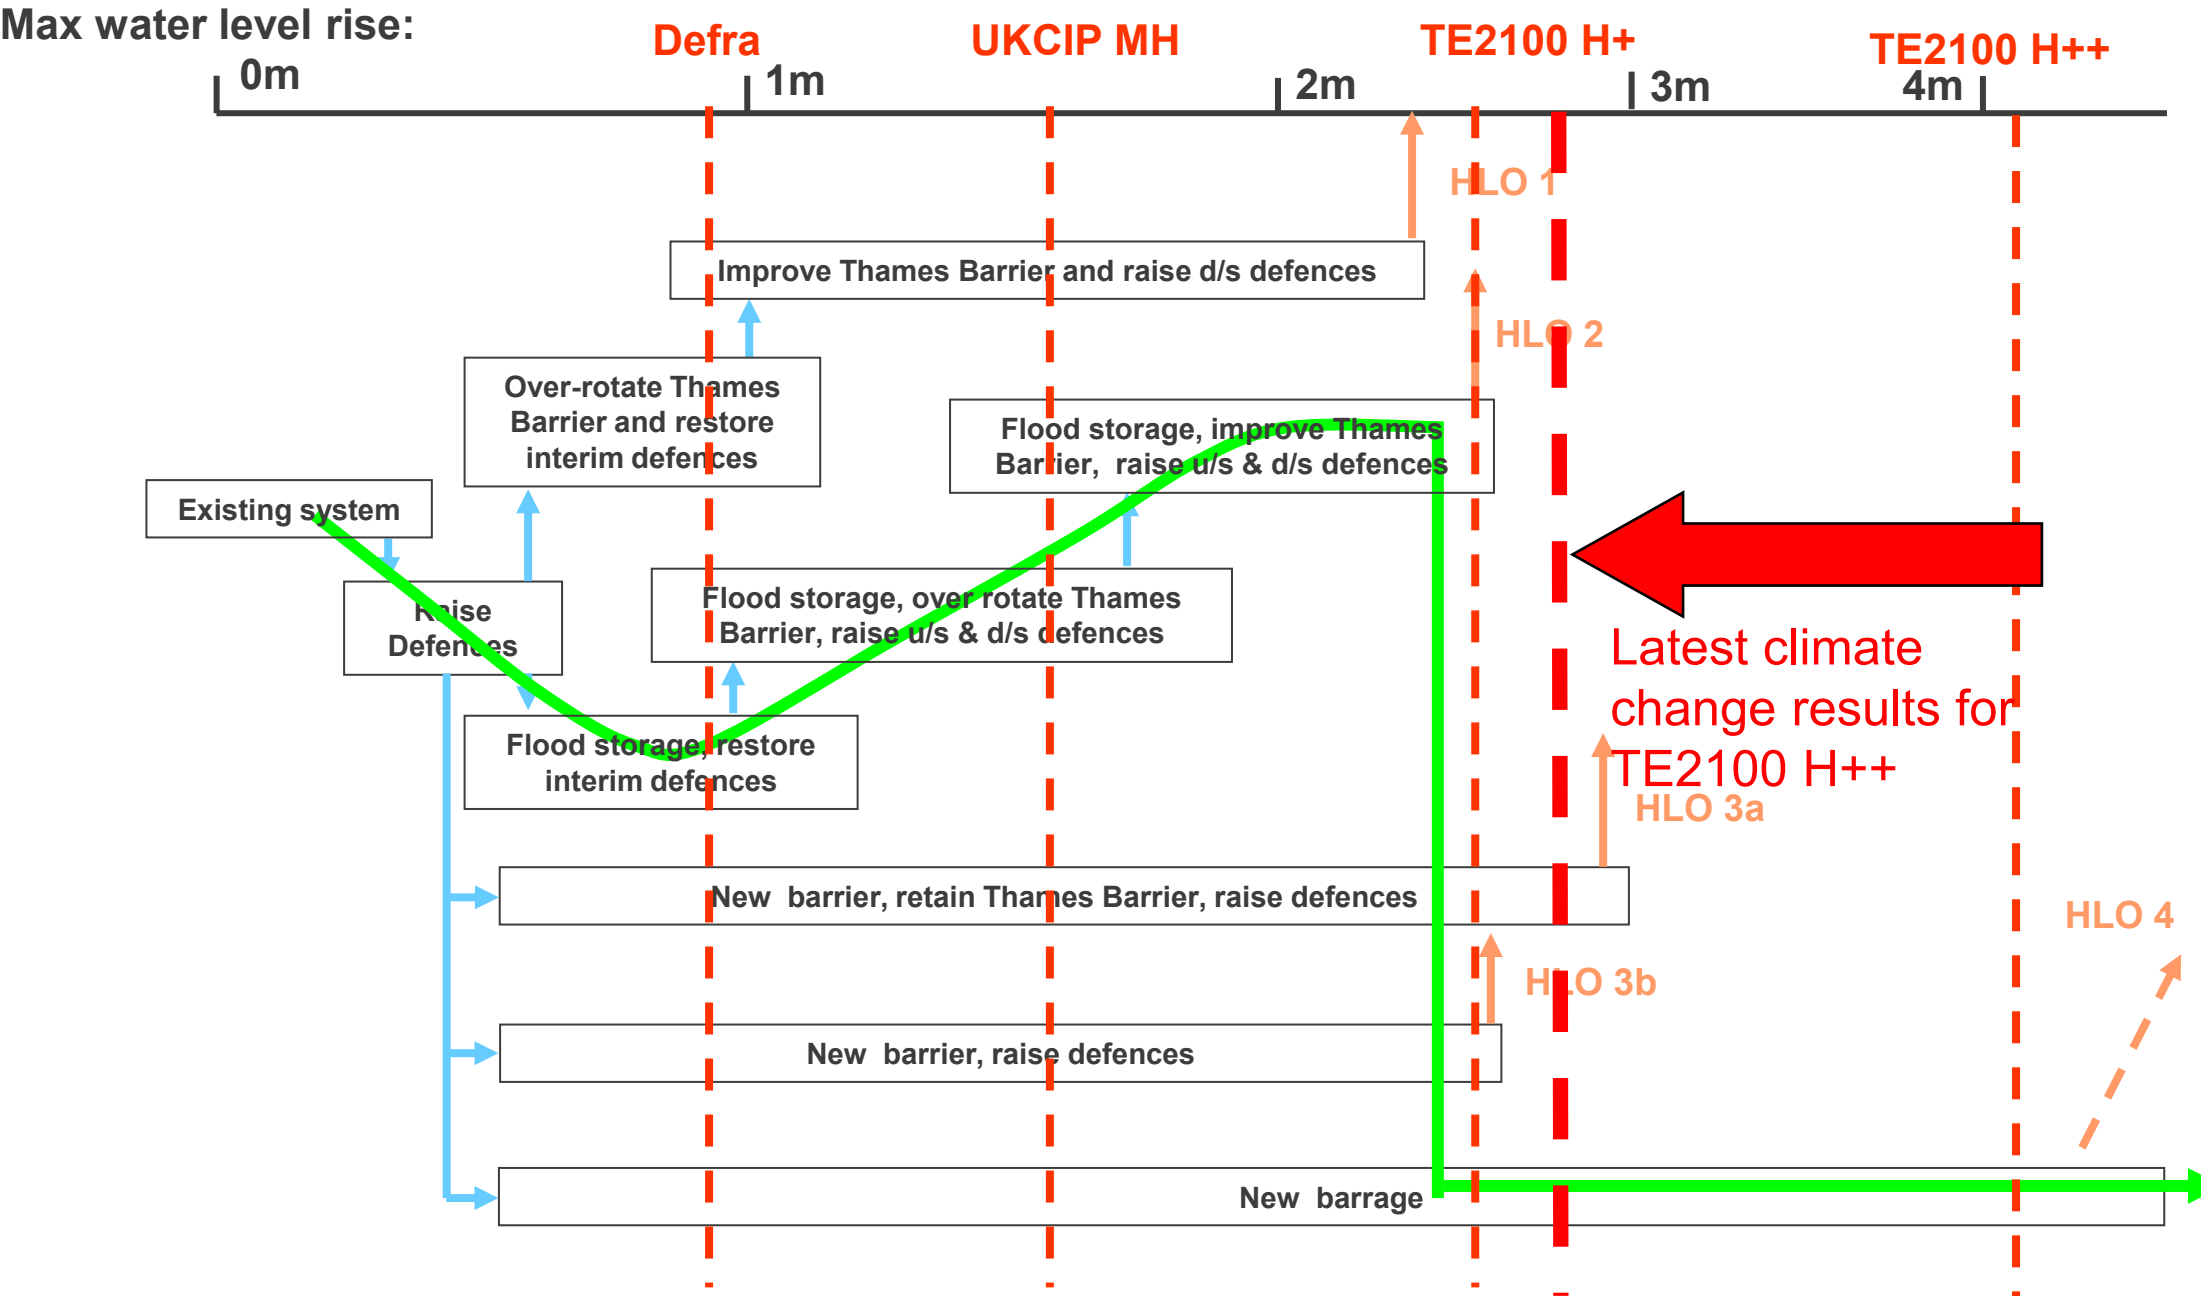 Max water level rise:
Defra
UKCIP MH
TE2100 H+
TE2100 H++
0m
1m
2m
3m
4m
HLO 1
Improve Thames Barrier and raise d/s defences
HLO 2
Over-rotate Thames
Barrier and restore
interim defences
Flood storage, improve Thames
Barrier, raise u/s & d/s defences
Existing system
Raise
Defences
Flood storage, over rotate Thames
Barrier, raise u/s & d/s defences
Latest climate
change results for
TE2100 H++
Flood storage, restore
interim defences
HLO 3a
New barrier, retain Thames Barrier, raise defences
HLO 4
HLO 3b
New barrier, raise defences
New barrage